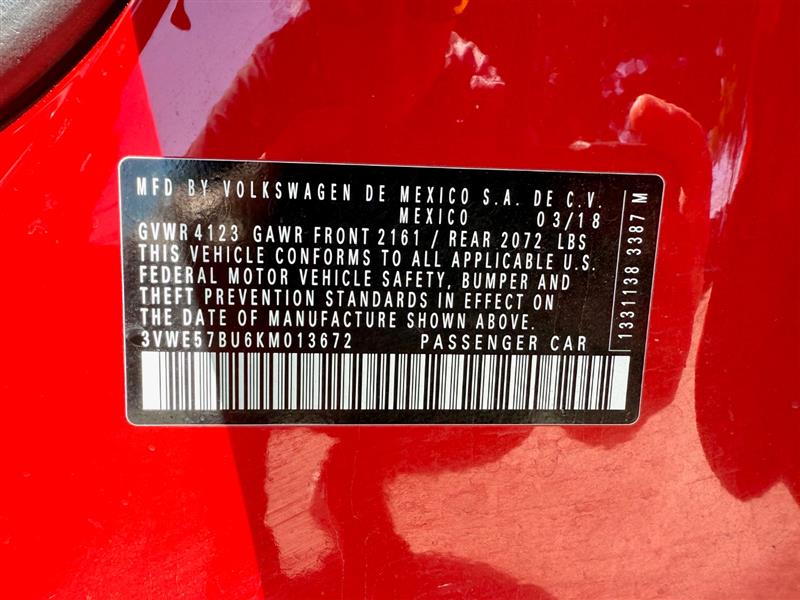 MFD BY VOLKSWAGEN DE MEXICO S.A. DE C.V.
MEXICO 03/18
GVWR 4123 GAWR FRONT 2161 / REAR 2072 LBS
THIS VEHICLE CONFORMS TO ALL APPLICABLE U.S.
FEDERAL MOTOR VEHICLE SAFETY, BUMPER AND
THEFT PREVENTION STANDARDS IN EFFECT ON
THE DATE OF MANUFACTURE SHOWN ABOVE.
3VWE57BU6KM013672 PASSENGER CAR
1331138 3387 M